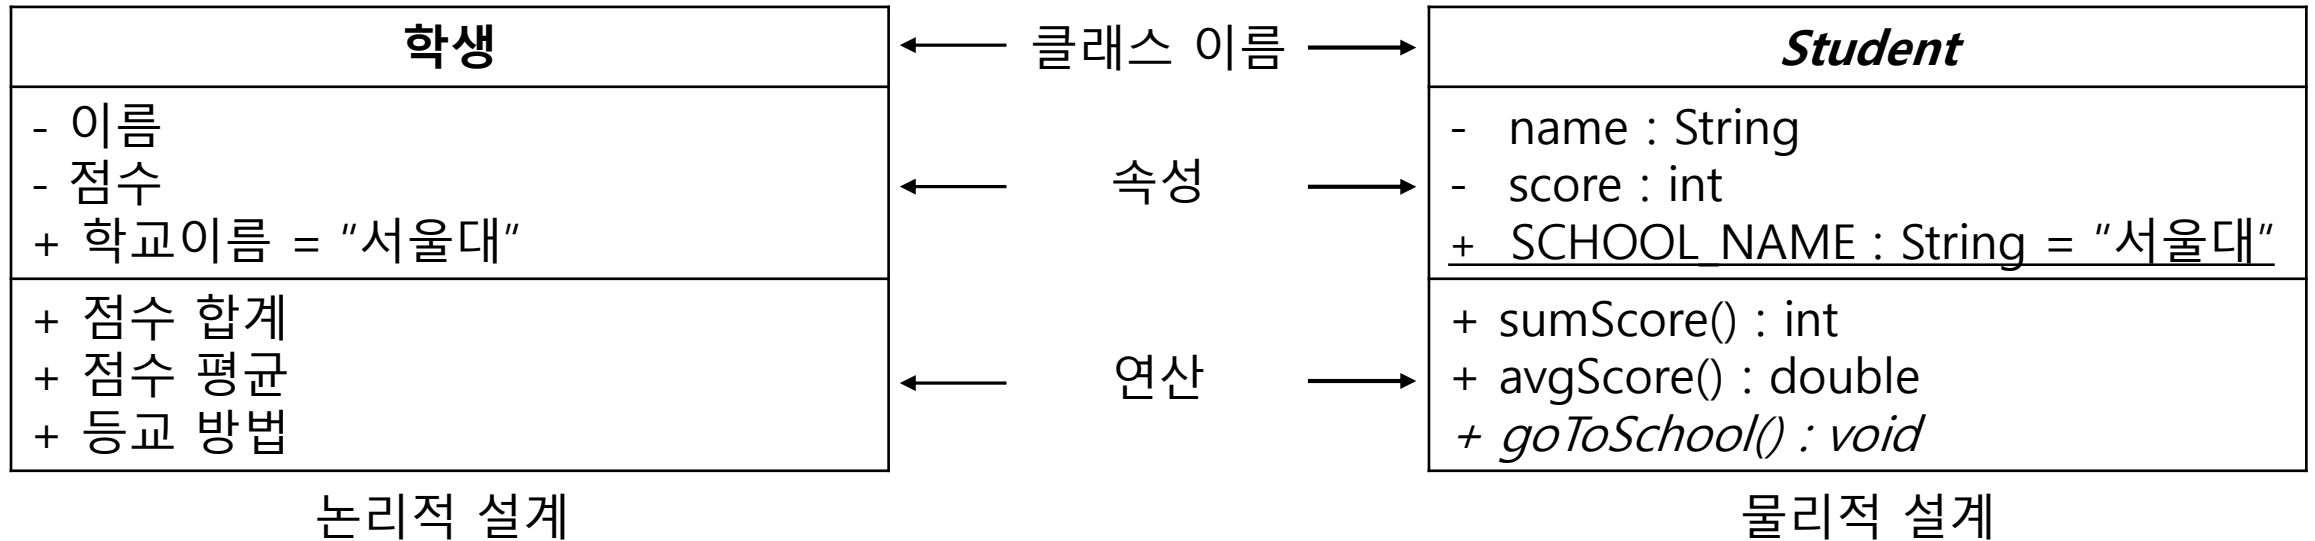 학생
- 이름
- 점수
+ 학교이름 = "서울대"
+ 점수 합계
+ 점수 평균
+ 등교 방법
논리적 설계
클래스 이름
속성
연산
Student
- name : String
- score : int
+ SCHOOL_NAME : String = "서울대"
+ sumScore() : int
+ avgScore() : double
+ goToSchool() : void
물리적 설계